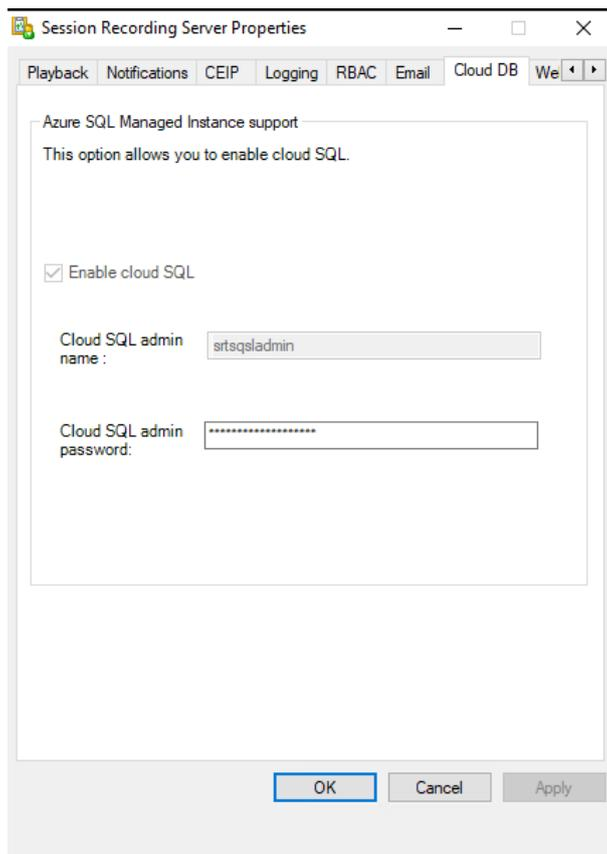 Session Recording Server Properties
Playback Notifications CEIP Logging RBAC Email Cloud DB We
Azure SQL Managed Instance support
This option allows you to enable cloud SQL.
Enable cloud SQL
Cloud SQL admin
name :
srtsqsladmin
Cloud SQL admin
password:
*******************
OK Cancel Apply